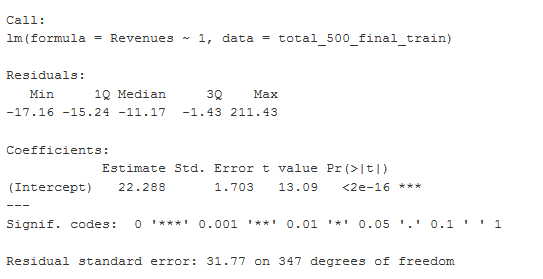 Call:
lm(formula = Revenues ~ 1, data = total_500_final_train)
Residuals:
Min 1Q Median 3Q Max
-17.16 -15.24 -11.17 -1.43 211.43
Coefficients:
Estimate Std. Error t value Pr(>|t|)
(Intercept) 22.288 1.703 13.09 <2e-16 ***
---
Signif. codes: 0 '***' 0.001 '**' 0.01 '*' 0.05 '.' 0.1 ' ' 1
Residual standard error: 31.77 on 347 degrees of freedom